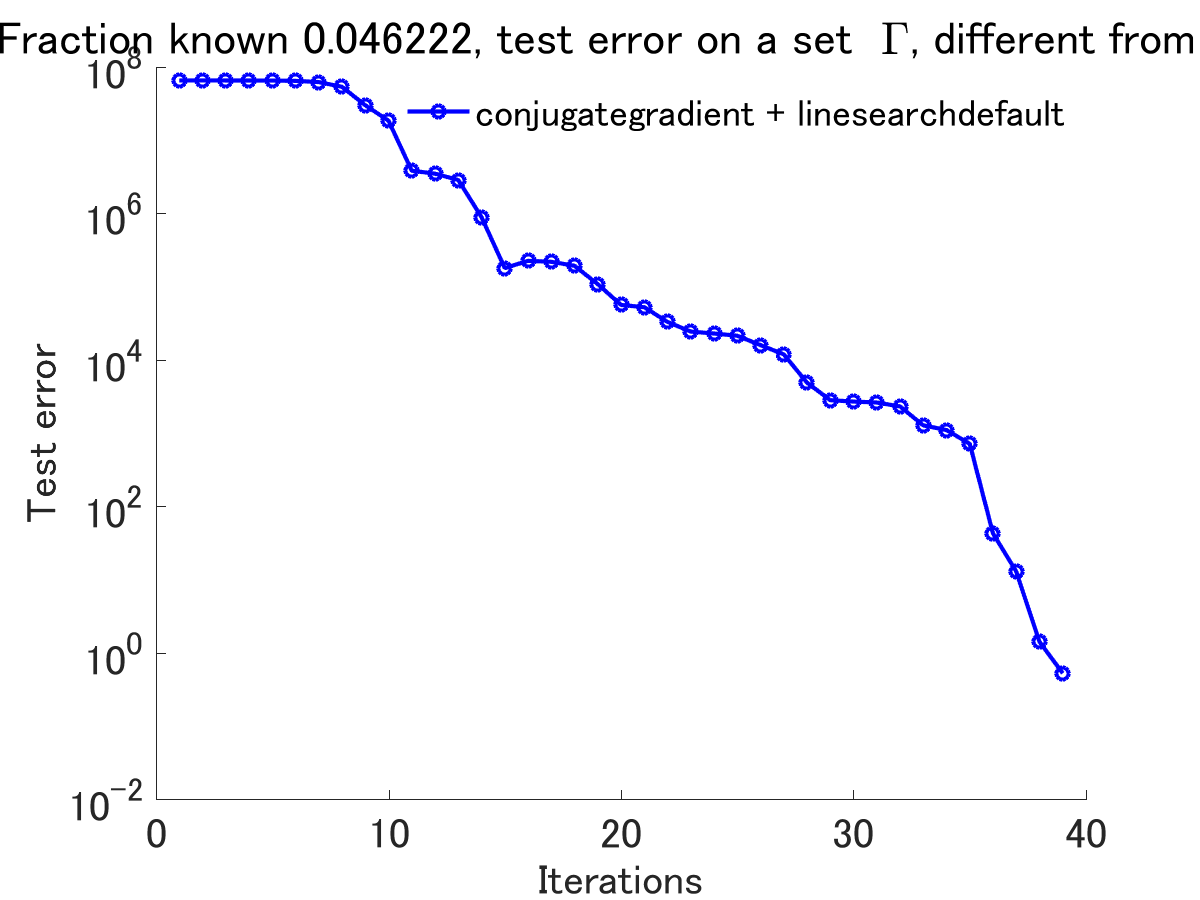 Fraction known 0.046222, test error on a set Γ, different from
conjugategradient + linesearchdefault
10^8
10^6
10^4
10^2
10^0
10^-2
Test error
0 10 20 30 40
Iterations